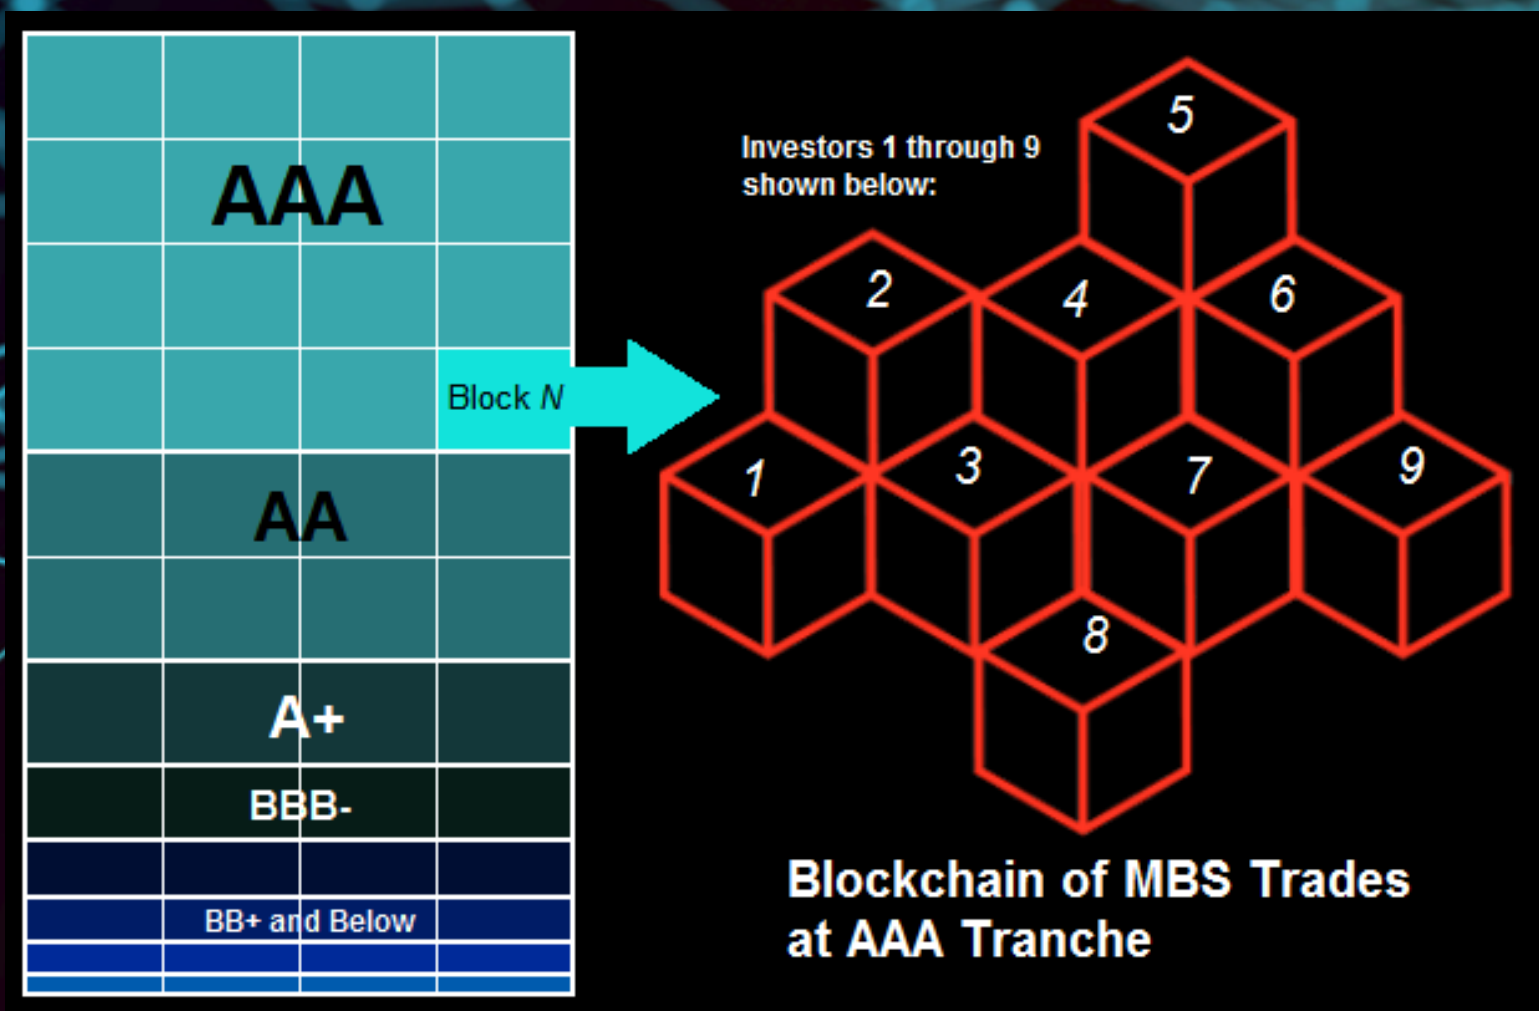 AAA
Block N
AA
A+
BBB-
BB+ and Below
Investors 1 through 9
shown below:
5
2
4
6
1
3
7
9
8
Blockchain of MBS Trades
at AAA Tranche